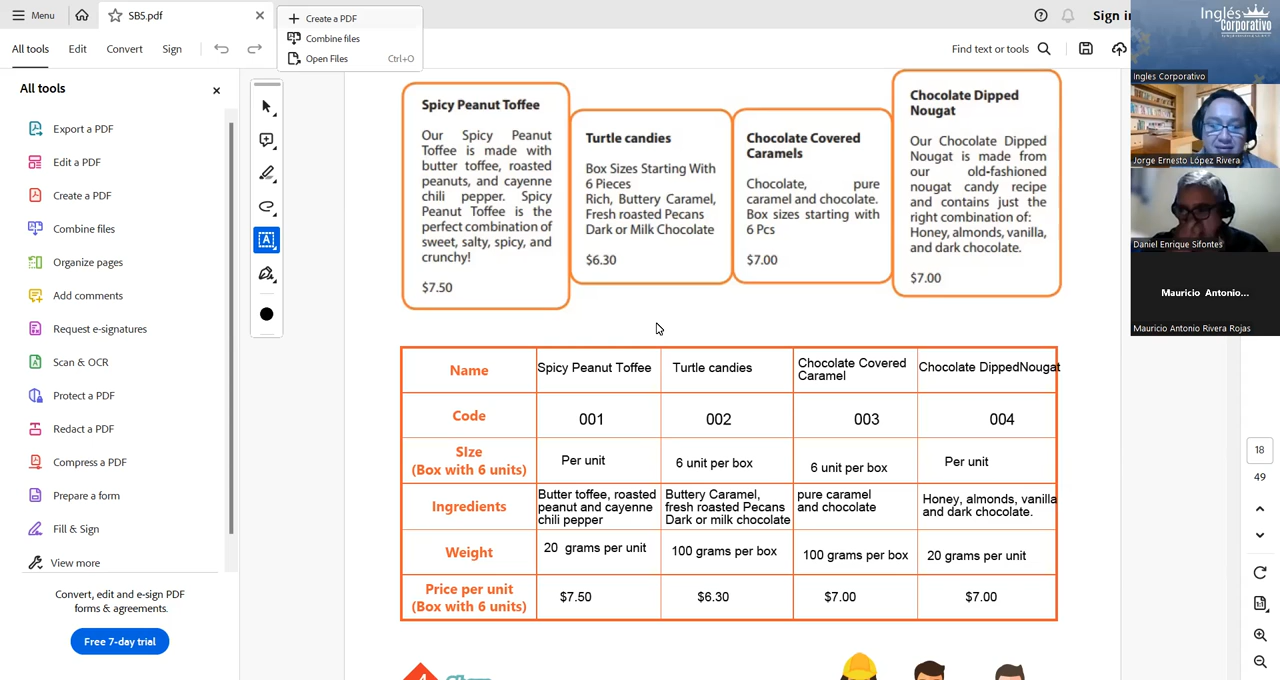 Menu
SB5.pdf
Create a PDF
Combine files
Open Files
Ctrl+O
Sign in
All tools
Edit
Convert
Sign
Find text or tools
All tools
Export a PDF
Edit a PDF
Create a PDF
Combine files
Organize pages
Add comments
Request e-signatures
Scan & OCR
Protect a PDF
Redact a PDF
Compress a PDF
Prepare a form
Fill & Sign
View more
Convert, edit and e-sign PDF
forms & agreements.
Free 7-day trial
Spicy Peanut Toffee
Our Spicy Peanut
Toffee is made with
butter toffee, roasted
peanuts, and cayenne
chili pepper. Spicy
Peanut Toffee is the
perfect combination of
sweet, salty, spicy, and
crunchy!
$7.50
Turtle candies
Box Sizes Starting With
6 Pieces
Rich, Buttery Caramel,
Fresh roasted Pecans
Dark or Milk Chocolate
$6.30
Chocolate Covered
Caramels
Chocolate, pure
caramel and chocolate.
Box sizes starting with
6 Pcs
$7.00
Chocolate Dipped
Nougat
Our Chocolate Dipped
Nougat is made from
our old-fashioned
nougat candy recipe
and contains just the
right combination of:
Honey, almonds, vanilla,
and dark chocolate.
$7.00
Name
Spicy Peanut Toffee
Turtle candies
Chocolate Covered
Caramel
Chocolate DippedNougat
Code
001
002
003
004
SIze
(Box with 6 units)
Per unit
6 unit per box
6 unit per box
Per unit
Ingredients
Butter toffee, roasted
peanut and cayenne
chili pepper
Buttery Caramel,
fresh roasted Pecans
Dark or milk chocolate
pure caramel
and chocolate
Honey, almonds, vanilla
and dark chocolate.
Weight
20 grams per unit
100 grams per box
100 grams per box
20 grams per unit
Price per unit
(Box with 6 units)
$7.50
$6.30
$7.00
$7.00
4
18
49
Inglés
Corporativo
Ingles Corporativo
Jorge Ernesto López Rivera
Daniel Enrique Sifontes
Mauricio Antonio...
Mauricio Antonio Rivera Rojas